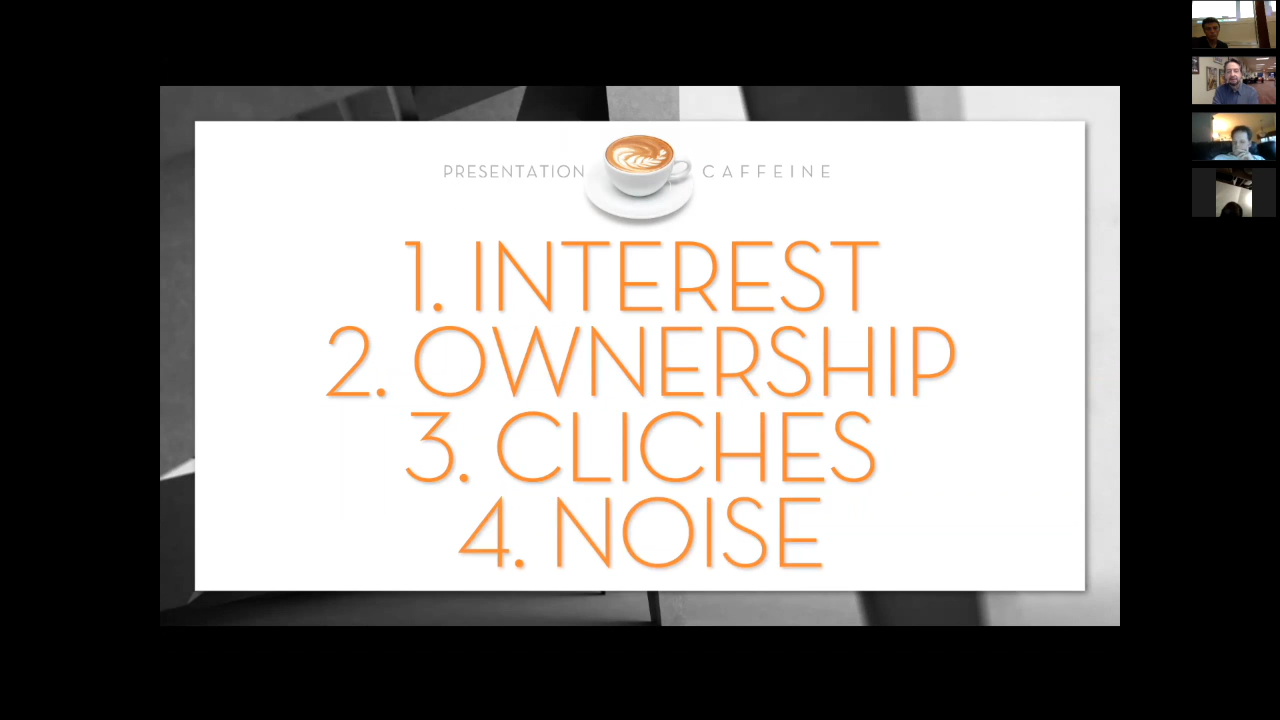 PRESENTATION CAFFEINE
1. INTEREST
2. OWNERSHIP
3. CLICHES
4. NOISE